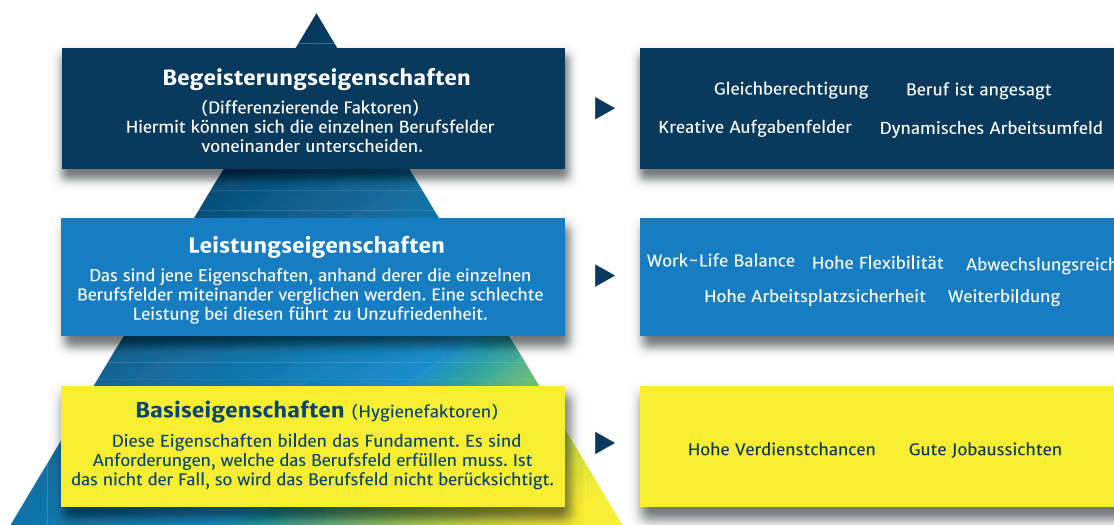 Begeisterungseigenschaften
(Differenzierende Faktoren)
Hiermit können sich die einzelnen Berufsfelder
voneinander unterscheiden.
Gleichberechtigung Beruf ist angesagt
Kreative Aufgabenfelder Dynamisches Arbeitsumfeld
Leistungseigenschaften
Das sind jene Eigenschaften, anhand derer die einzelnen
Berufsfelder miteinander verglichen werden. Eine schlechte
Leistung bei diesen führt zu Unzufriedenheit.
Work-Life Balance Hohe Flexibilität Abwechslungsreich
Hohe Arbeitsplatzsicherheit Weiterbildung
Basiseigenschaften (Hygienefaktoren)
Diese Eigenschaften bilden das Fundament. Es sind
Anforderungen, welche das Berufsfeld erfüllen muss. Ist
das nicht der Fall, so wird das Berufsfeld nicht berücksichtigt.
Hohe Verdienstchancen Gute Jobaussichten